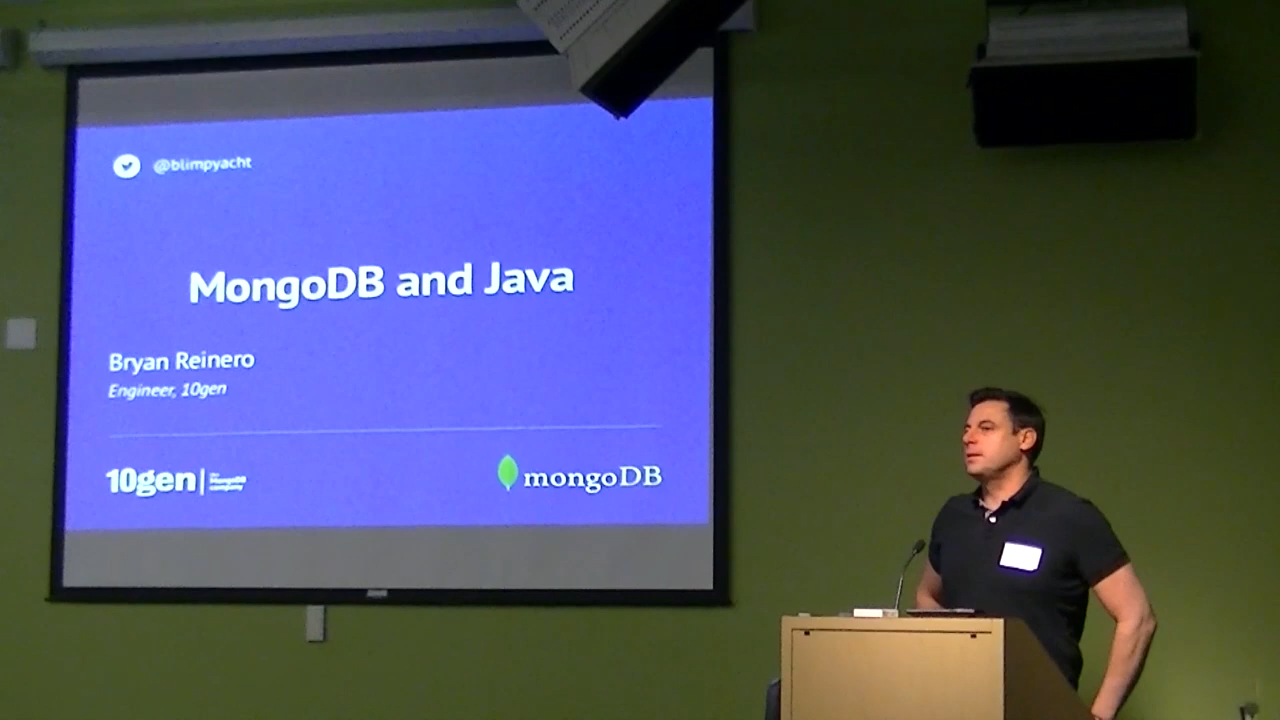 @blimpyacht
MongoDB and Java
Bryan Reinero
Engineer, 10gen
10gen
mongoDB